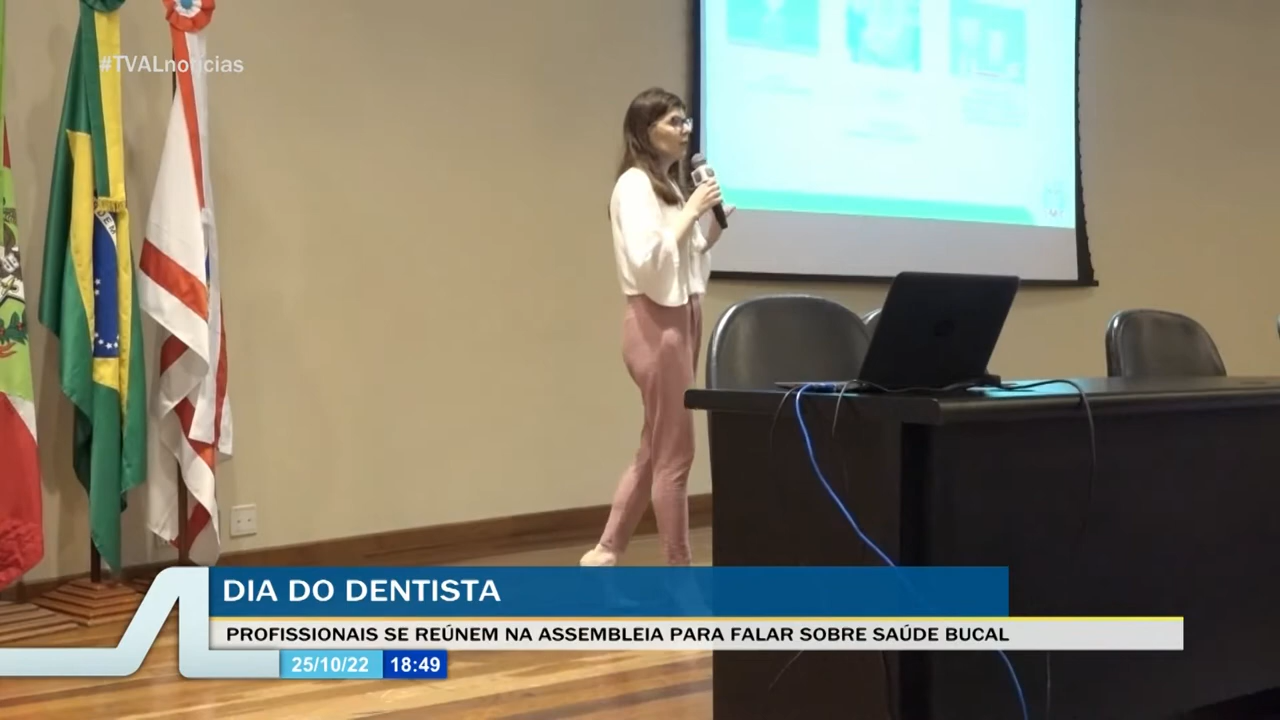 #TVALnotícias
DIA DO DENTISTA
PROFISSIONAIS SE REÚNEM NA ASSEMBLEIA PARA FALAR SOBRE SAÚDE BUCAL
25/10/22 18:49